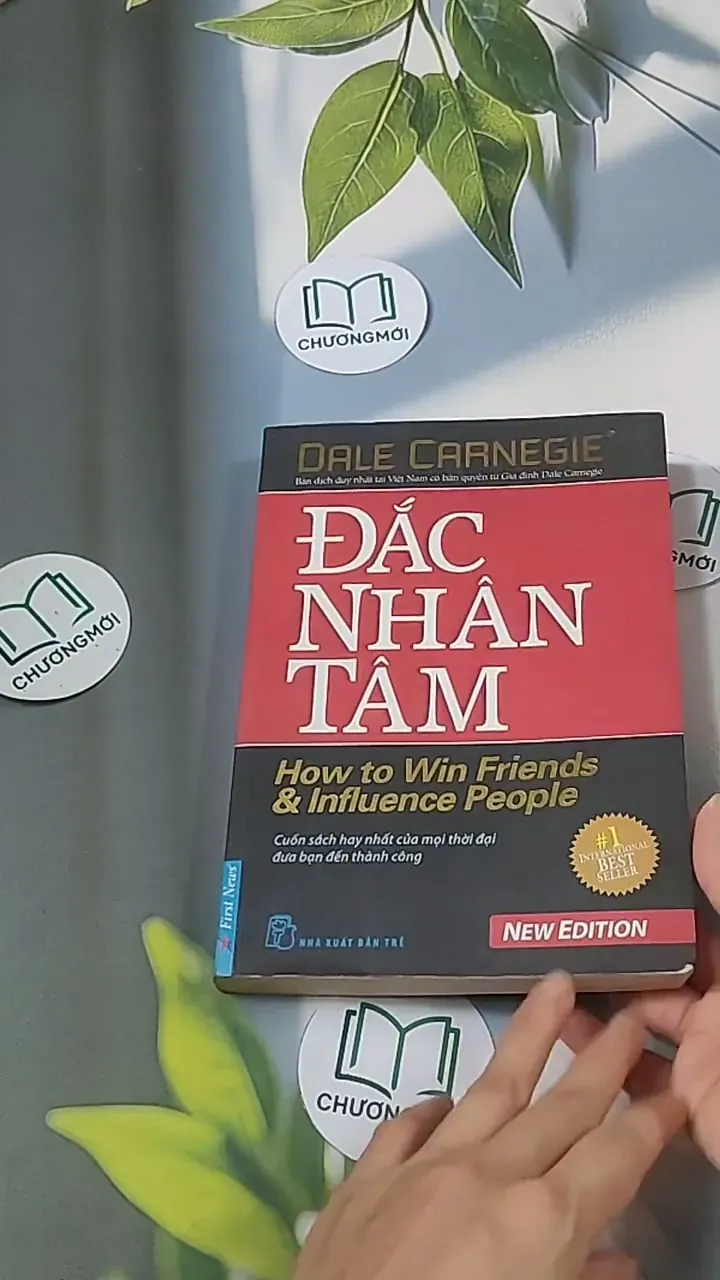 CHƯƠNGMỚI
DALE CARNEGIE
Bản dịch duy nhất tại Việt Nam có bản quyền từ Gia đình Dale Carnegie
ĐẮC
NHÂN
TÂM
MỚI
CHƯƠNGMỚI
How to Win Friends
& Influence People
Cuốn sách hay nhất của mọi thời đại
đưa bạn đến thành công
#1
INTERNATIONAL
BEST
SELLER
First News
NHÀ XUẤT BẢN TRẺ
NEW EDITION
CHƯƠN